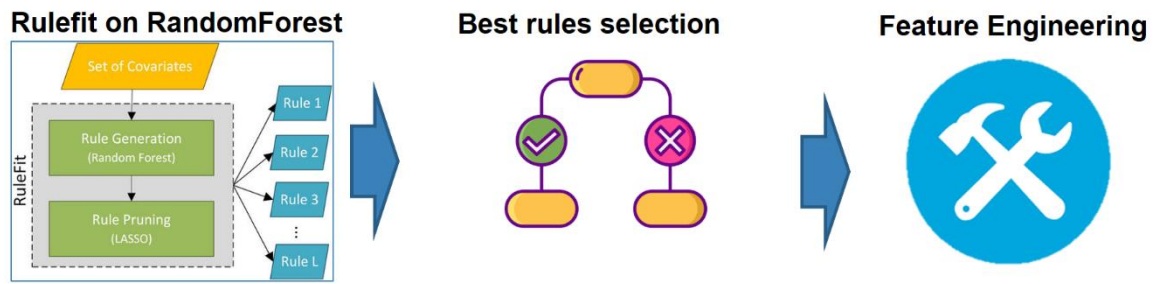 Rulefit on RandomForest
Set of Covariates
RuleFit
Rule Generation
(Random Forest)
Rule Pruning
(LASSO)
Rule 1
Rule 2
Rule 3
...
Rule L
Best rules selection
Feature Engineering